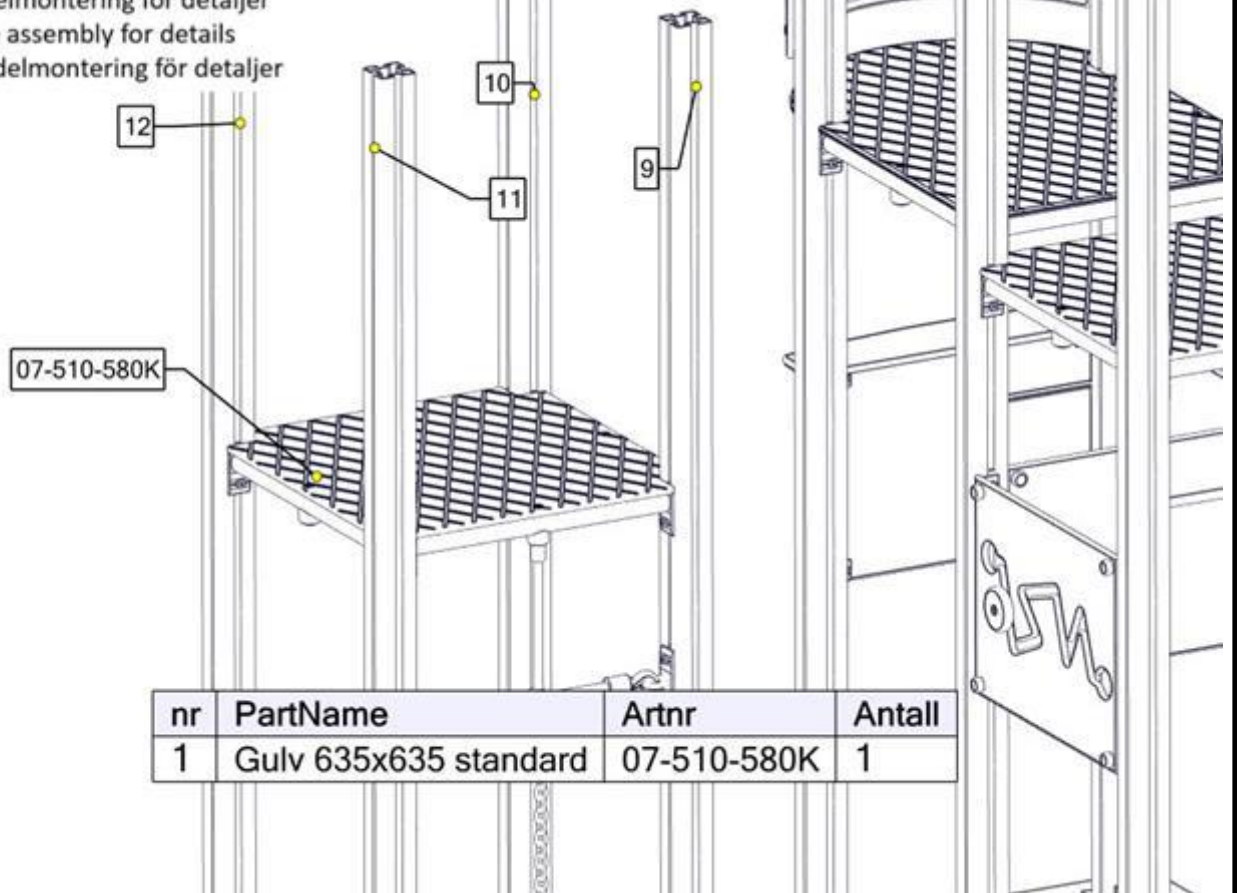 elmontering for detaljer
assembly for details
delmontering för detaljer
10
12
9
11
07-510-580K
nr PartName Artnr Antall
1 Gulv 635x635 standard 07-510-580K 1